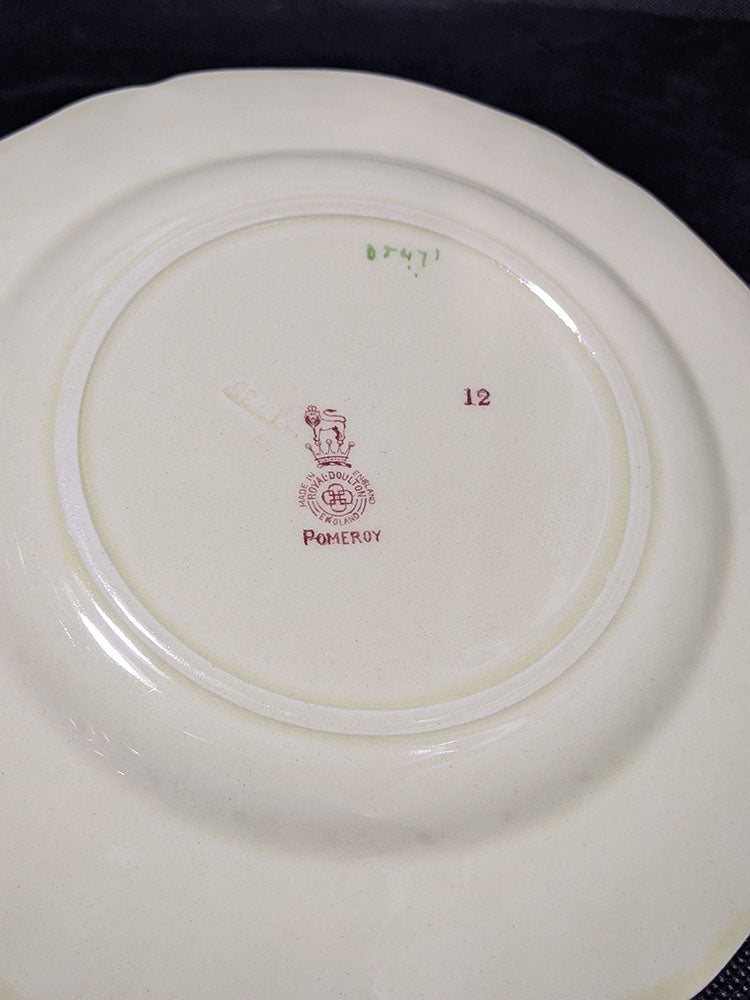 D5471
12
MADE IN ENGLAND
ROYAL·DOULTON
ENGLAND
POMEROY